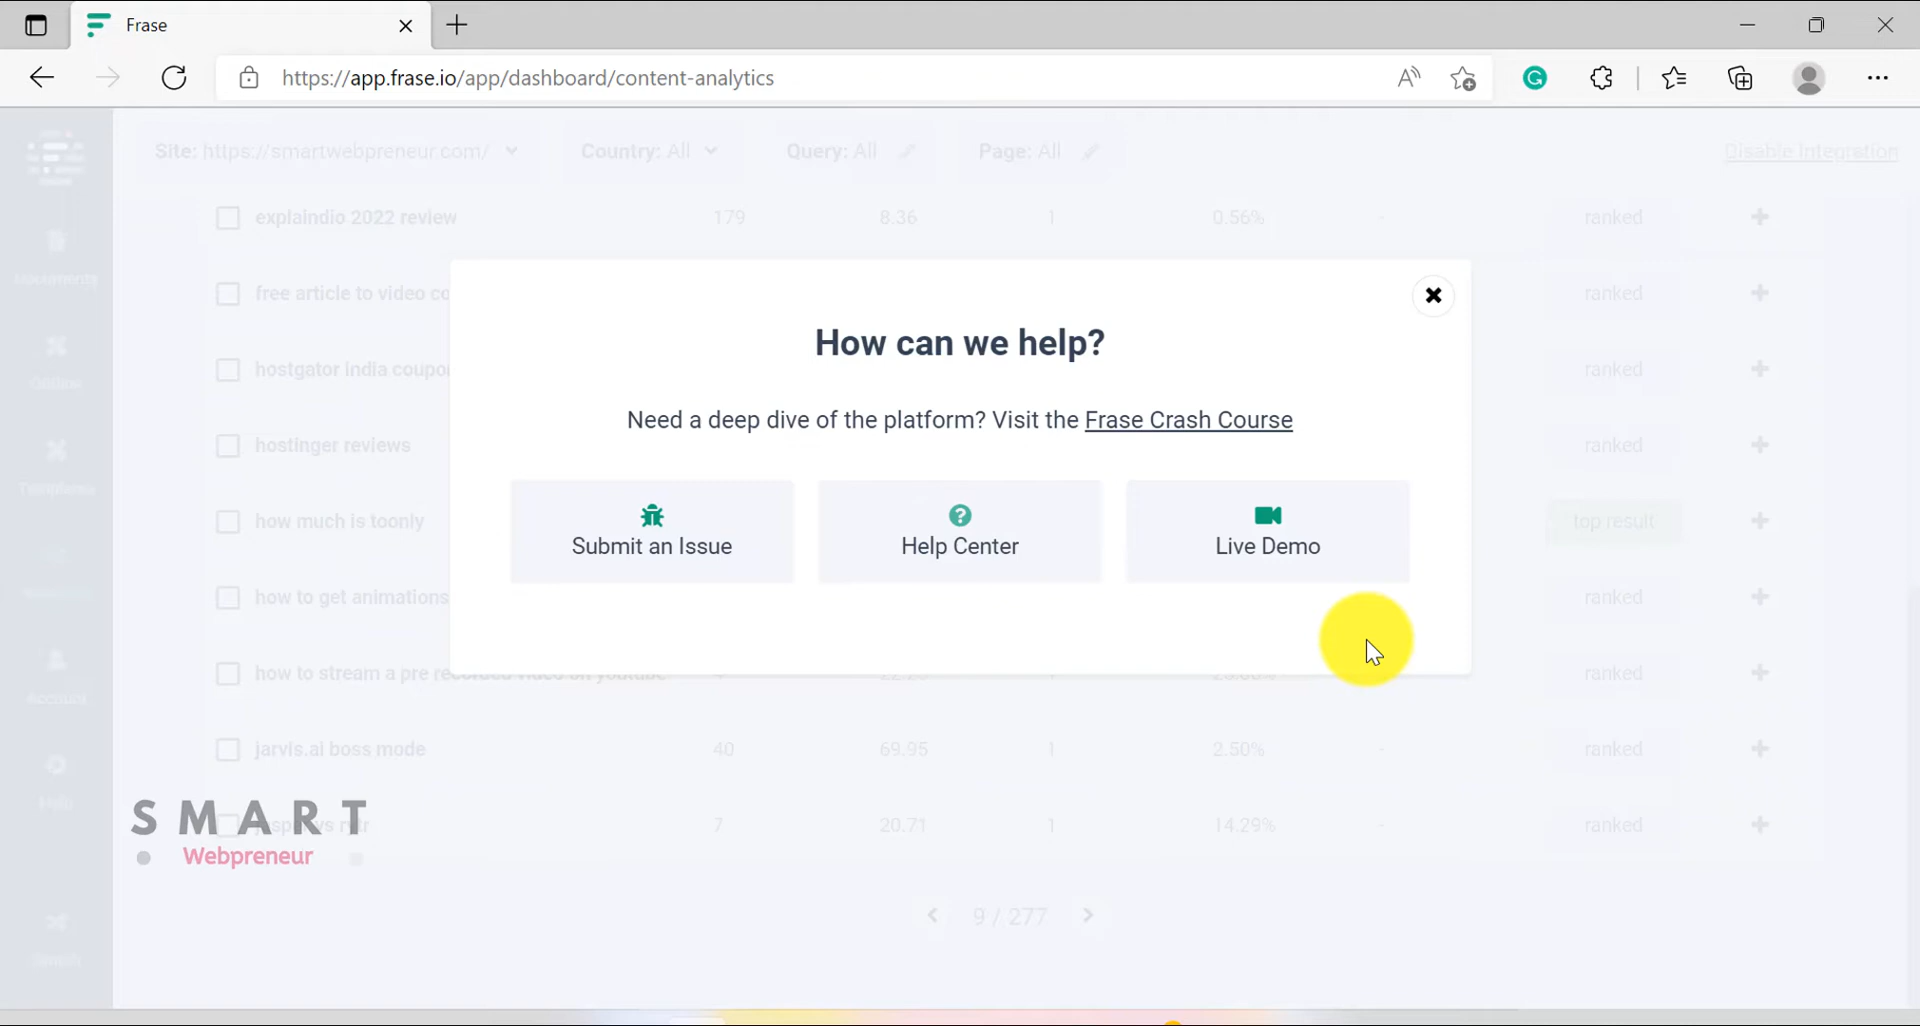 Frase
https://app.frase.io/app/dashboard/content-analytics
Site: https://smartwebpreneur.com/
Country: All
Query: All
Page: All
Disable Integration
explaindio 2022 review 179 8.36 1 0.56% - ranked
free article to video co ranked
How can we help?
hostgator india coupo ranked
Need a deep dive of the platform? Visit the Frase Crash Course
hostinger reviews ranked
Submit an Issue
Help Center
Live Demo
how much is toonly top result
how to get animations ranked
how to stream a pre recorded video on youtube ranked
Account
jarvis.ai boss mode 40 69.95 1 2.50% - ranked
Help
SMART
Webpreneur
7 20.71 1 14.29% - ranked
9 / 277